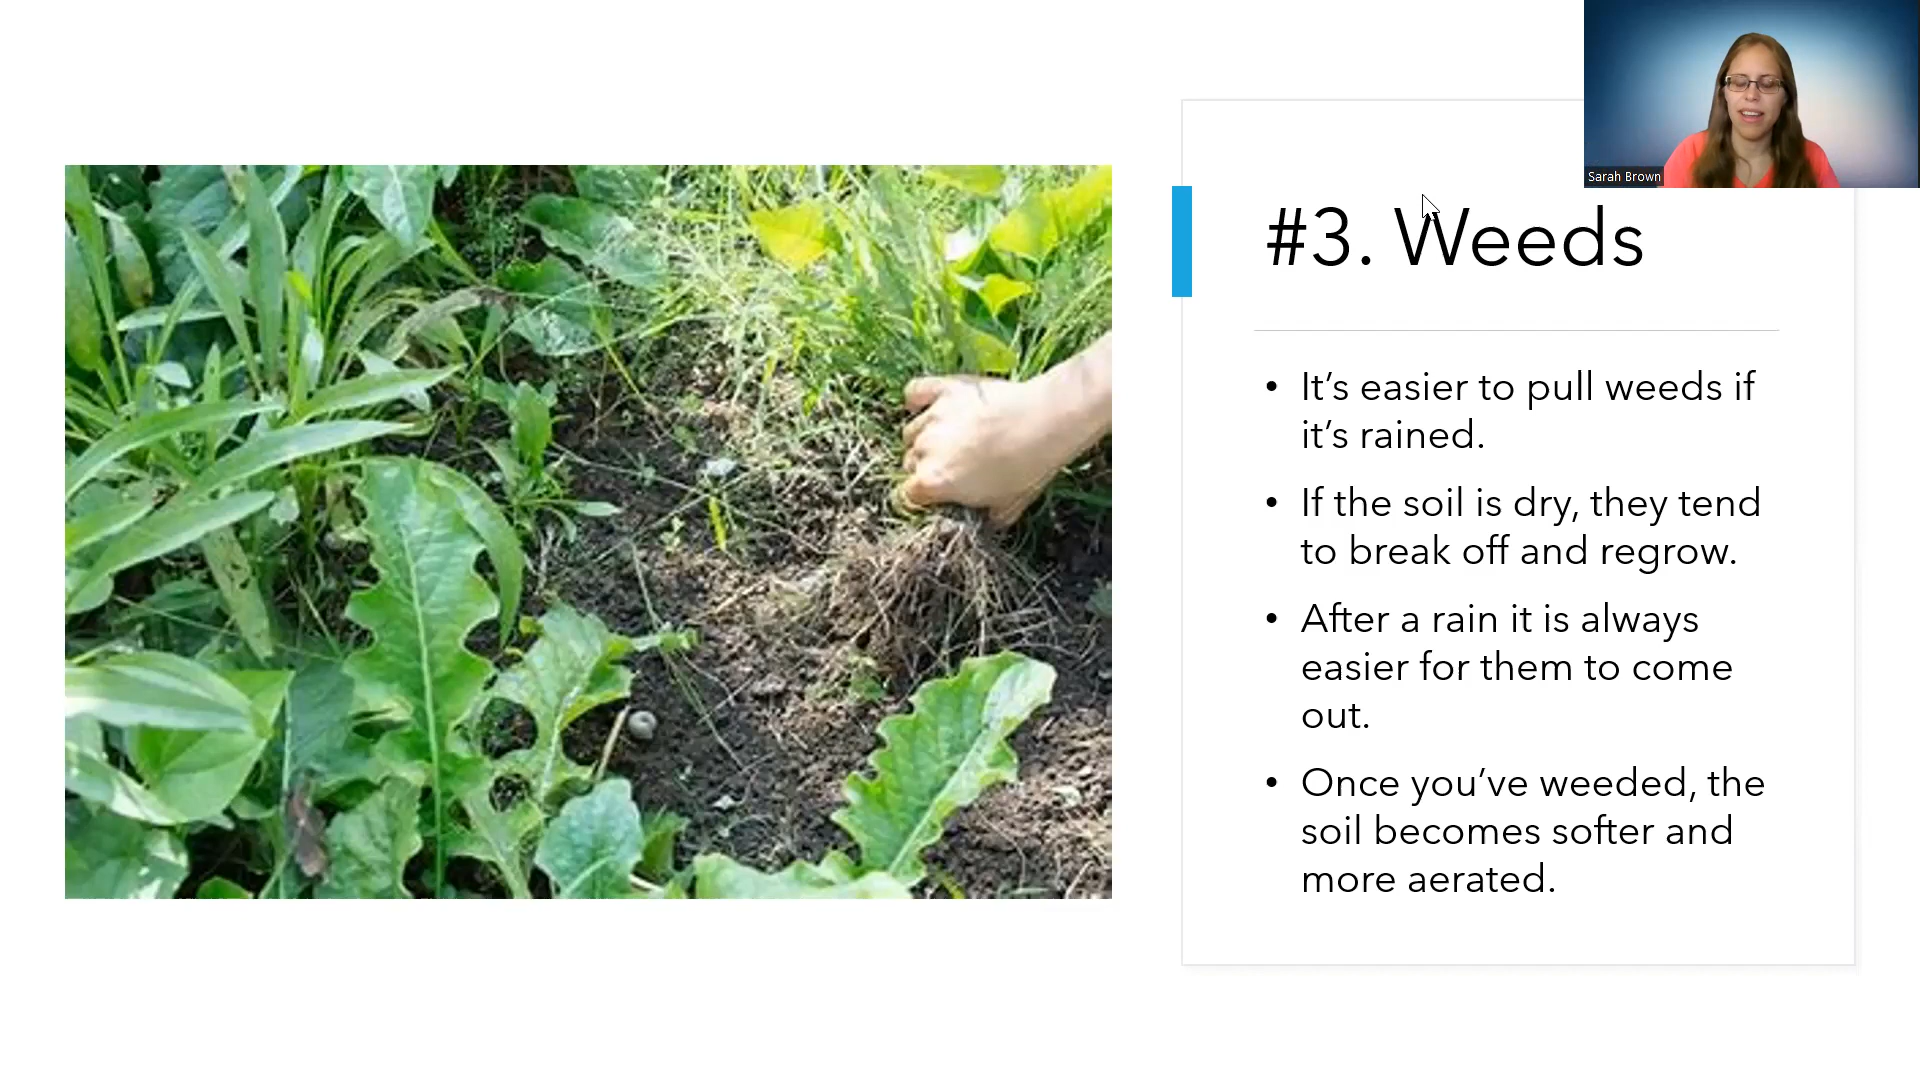 Sarah Brown
#3. Weeds
• It’s easier to pull weeds if
it’s rained.
• If the soil is dry, they tend
to break off and regrow.
• After a rain it is always
easier for them to come
out.
• Once you’ve weeded, the
soil becomes softer and
more aerated.